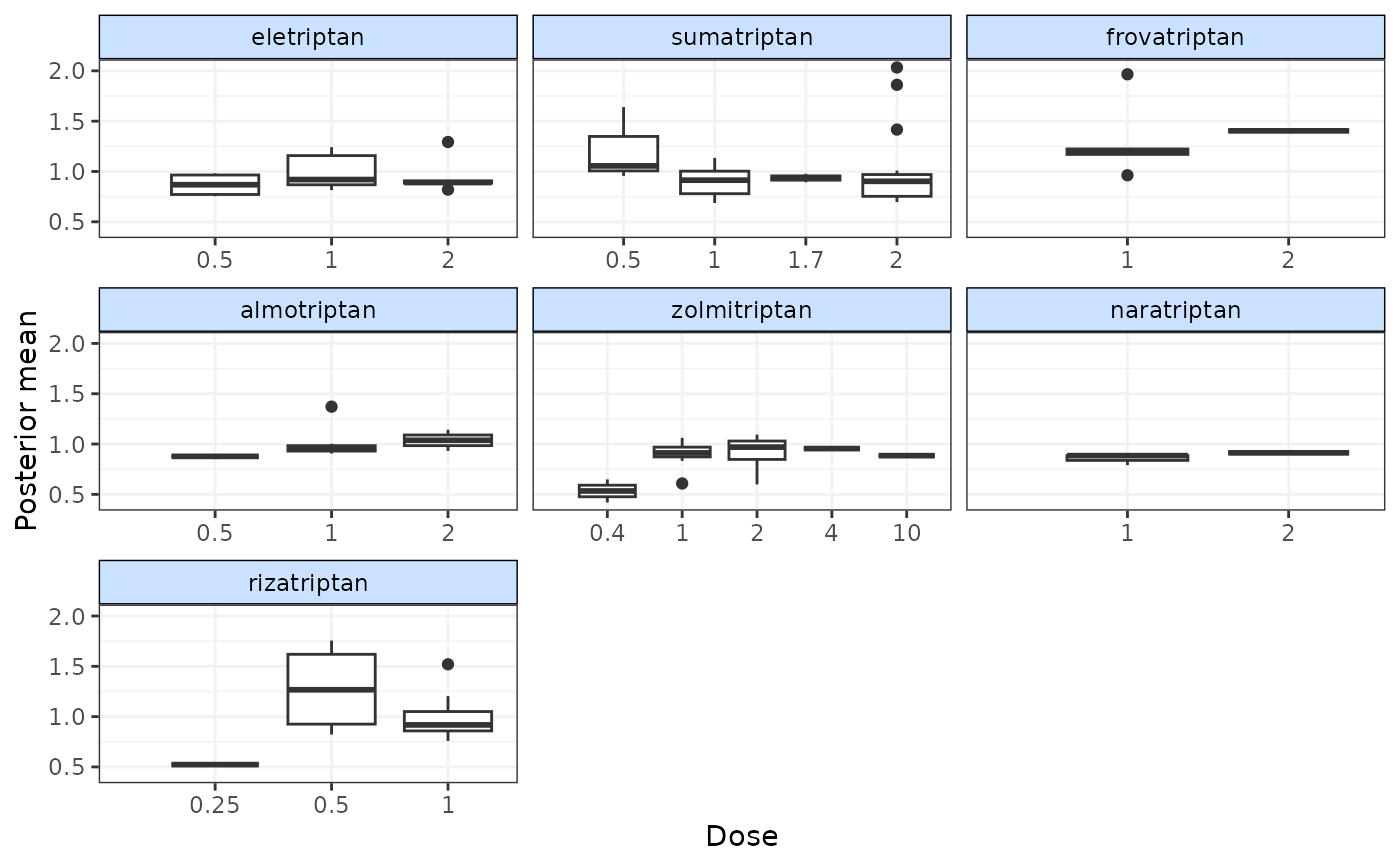 eletriptan sumatriptan frovatriptan
2.0
1.5
1.0
0.5
0.5 1 2 0.5 1 1.7 2 1 2
almotriptan zolmitriptan naratriptan
2.0
1.5
1.0
0.5
0.5 1 2 0.4 1 2 4 10 1 2
rizatriptan
2.0
1.5
1.0
0.5
0.25 0.5 1
Posterior mean
Dose